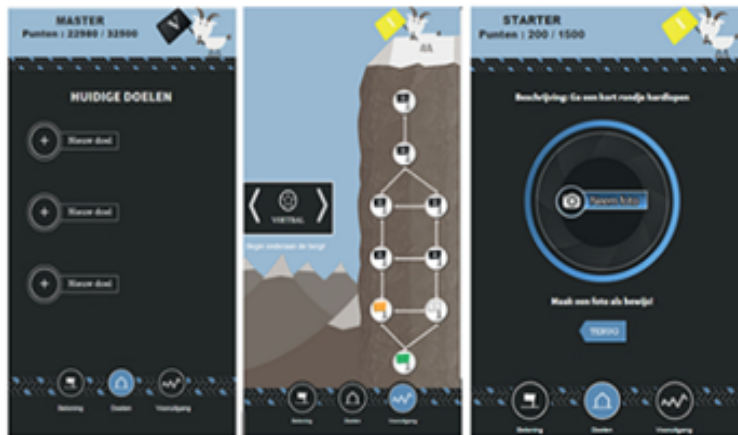 MASTER
Punten : 22980 / 32500
V
HUIDIGE DOELEN
+ Nieuw doel
+ Nieuw doel
+ Nieuw doel
Beloning
Doelen
Vooruitgang
VOETBAL
Begin onderaan de berg!
Beloning
Doelen
Vooruitgang
STARTER
Punten : 200 / 1500
I
Beschrijving: Ga een kort rondje hardlopen
Neem foto
Maak een foto als bewijs!
TERUG
Beloning
Doelen
Vooruitgang